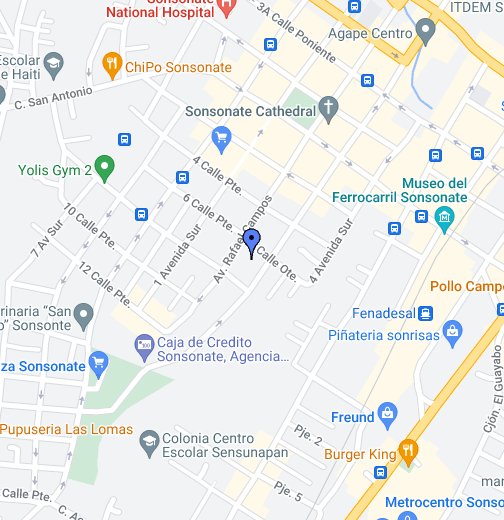 Sonsonate
National Hospital
3A Calle Poniente
ITDEM S
Agape Centro
Escolar
e Haiti
ChiPo Sonsonate
C. San Antonio
Sonsonate Cathedral
Yolis Gym 2
4 Calle Pte.
Museo del
Ferrocarril Sonsonate
6 Calle Pte.
Av. Rafael Campos
10 Calle Pte.
7 Av Sur
1 Avenida Sur
Calle Ote.
4 Avenida Sur
12 Calle Pte.
Pollo Campe
rinaria “San
o” Sonsonte
Fenadesal
Piñateria sonrisas
Caja de Credito
Sonsonate, Agencia...
za Sonsonate
Cjón. El Guayabo
Freund
Pupuseria Las Lomas
Colonia Centro
Escolar Sensunapan
Pje. 2
Burger King
mar
Pje. 5
Calle Pte.
C. Ac
Metrocentro Sonso